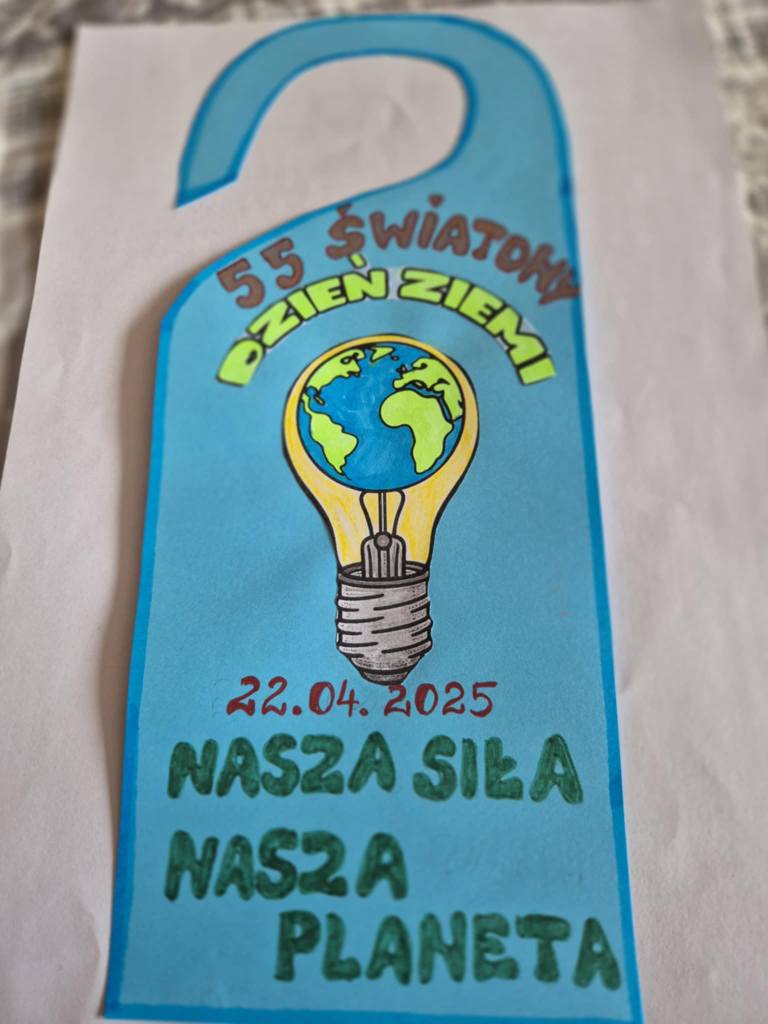 55 ŚWIATOWY
DZIEŃ ZIEMI
22.04.2025
NASZA SIŁA
NASZA
PLANETA